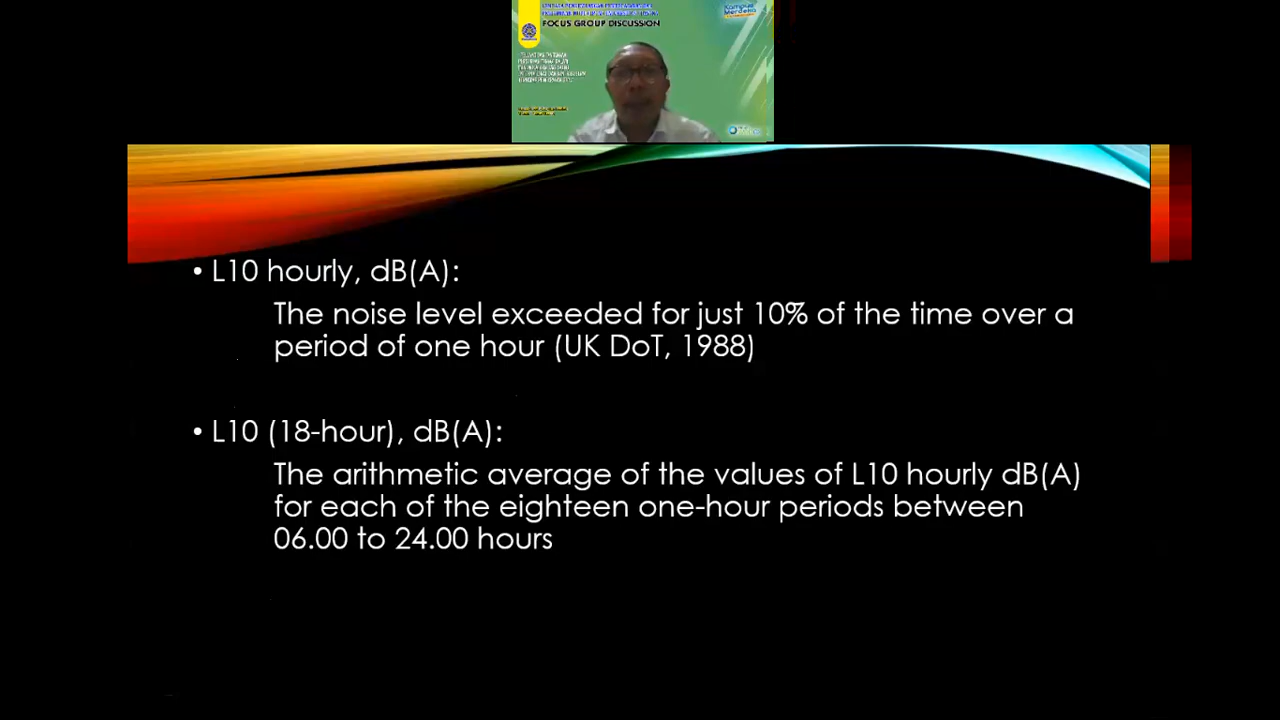 FOCUS GROUP DISCUSSION
Kampus
Merdeka
• L10 hourly, dB(A):
The noise level exceeded for just 10% of the time over a
period of one hour (UK DoT, 1988)
• L10 (18-hour), dB(A):
The arithmetic average of the values of L10 hourly dB(A)
for each of the eighteen one-hour periods between
06.00 to 24.00 hours